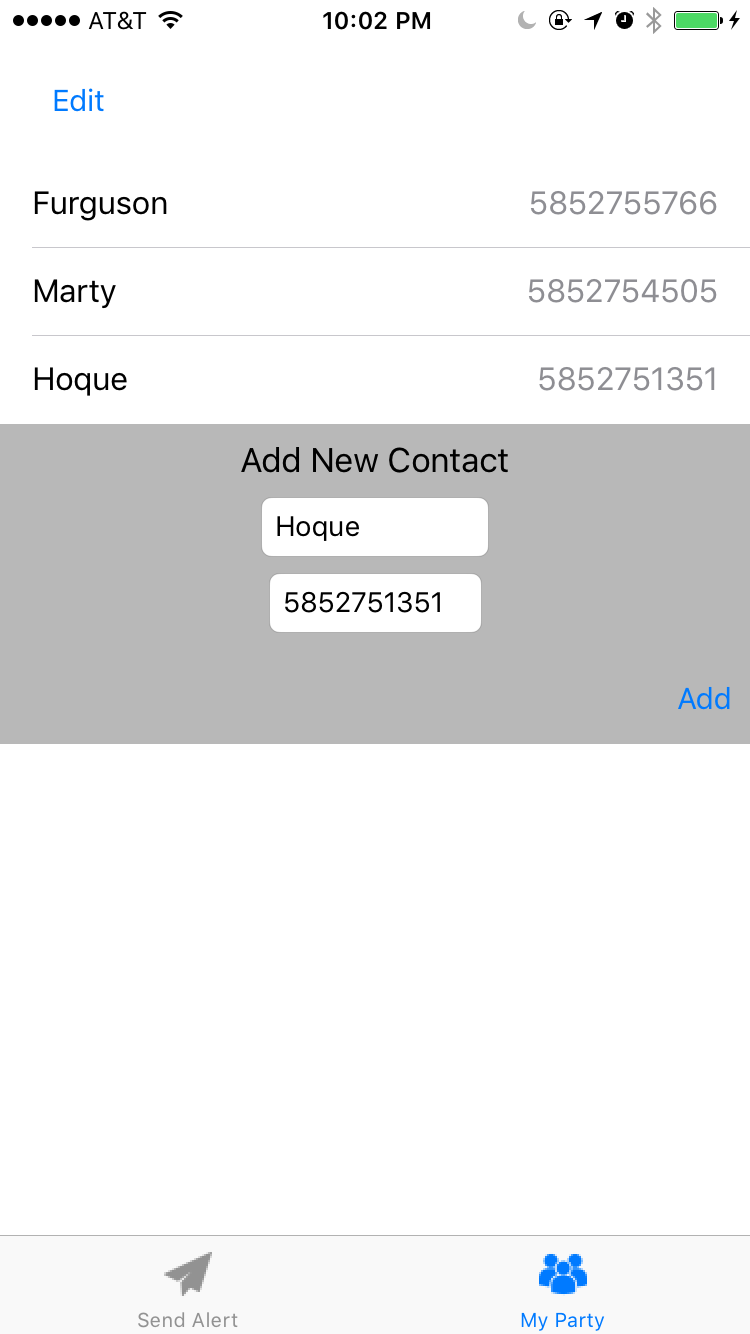 AT&T 10:02 PM
Edit
Furguson 5852755766
Marty 5852754505
Hoque 5852751351
Add New Contact
Hoque
5852751351
Add
Send Alert My Party